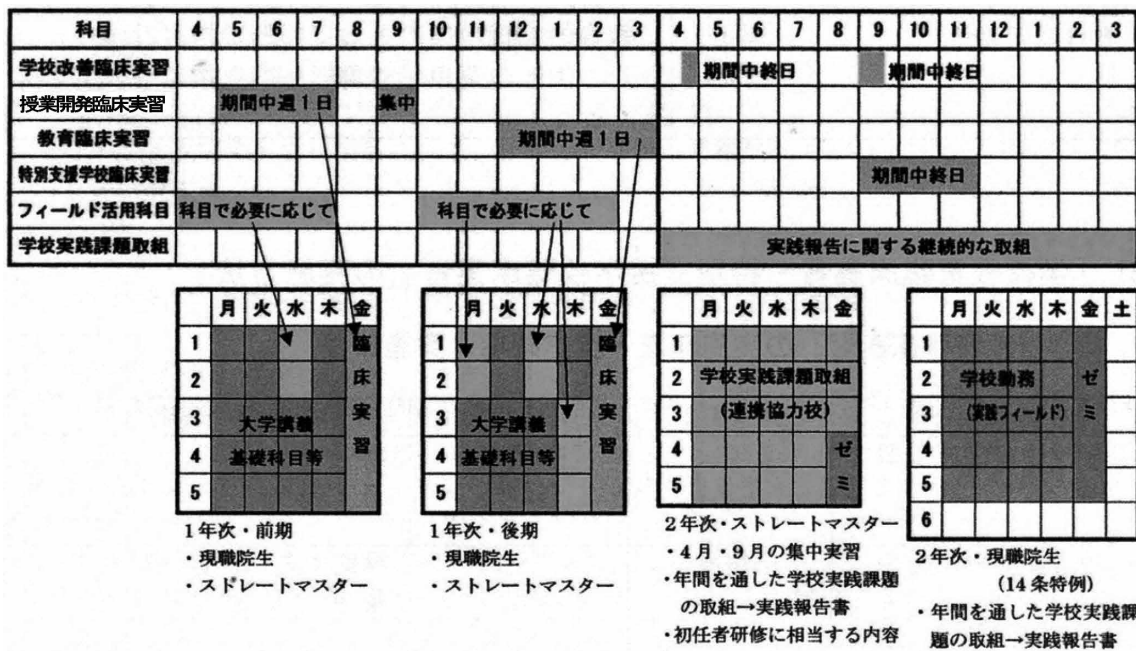 科目 4 5 6 7 8 9 10 11 12 1 2 3 4 5 6 7 8 9 10 11 12 1 2 3
学校改善臨床実習 期間中終日 期間中終日
授業開発臨床実習 期間中週1日 集中
教育臨床実習 期間中週1日
特別支援学校臨床実習 期間中終日
フィールド活用科目 科目で必要に応じて 科目で必要に応じて
学校実践課題取組 実践報告に関する継続的な取組
月 火 水 木 金
1 臨
2 床
3 大学講義 実
4 基礎科目等 習
5
1年次・前期
・現職院生
・ストレートマスター
月 火 水 木 金
1 臨
2 床
3 大学講義 実
4 基礎科目等 習
5
1年次・後期
・現職院生
・ストレートマスター
月 火 水 木 金
1
2 学校実践課題取組
3 (連携協力校)
4 ゼ
5 ミ
2年次・ストレートマスター
・4月・9月の集中実習
・年間を通した学校実践課題
の取組→実践報告書
・初任者研修に相当する内容
月 火 水 木 金 土
1
2 学校勤務 ゼ
3 (実践フィールド) ミ
4
5
6
2年次・現職院生
(14条特例)
・年間を通した学校実践課
題の取組→実践報告書